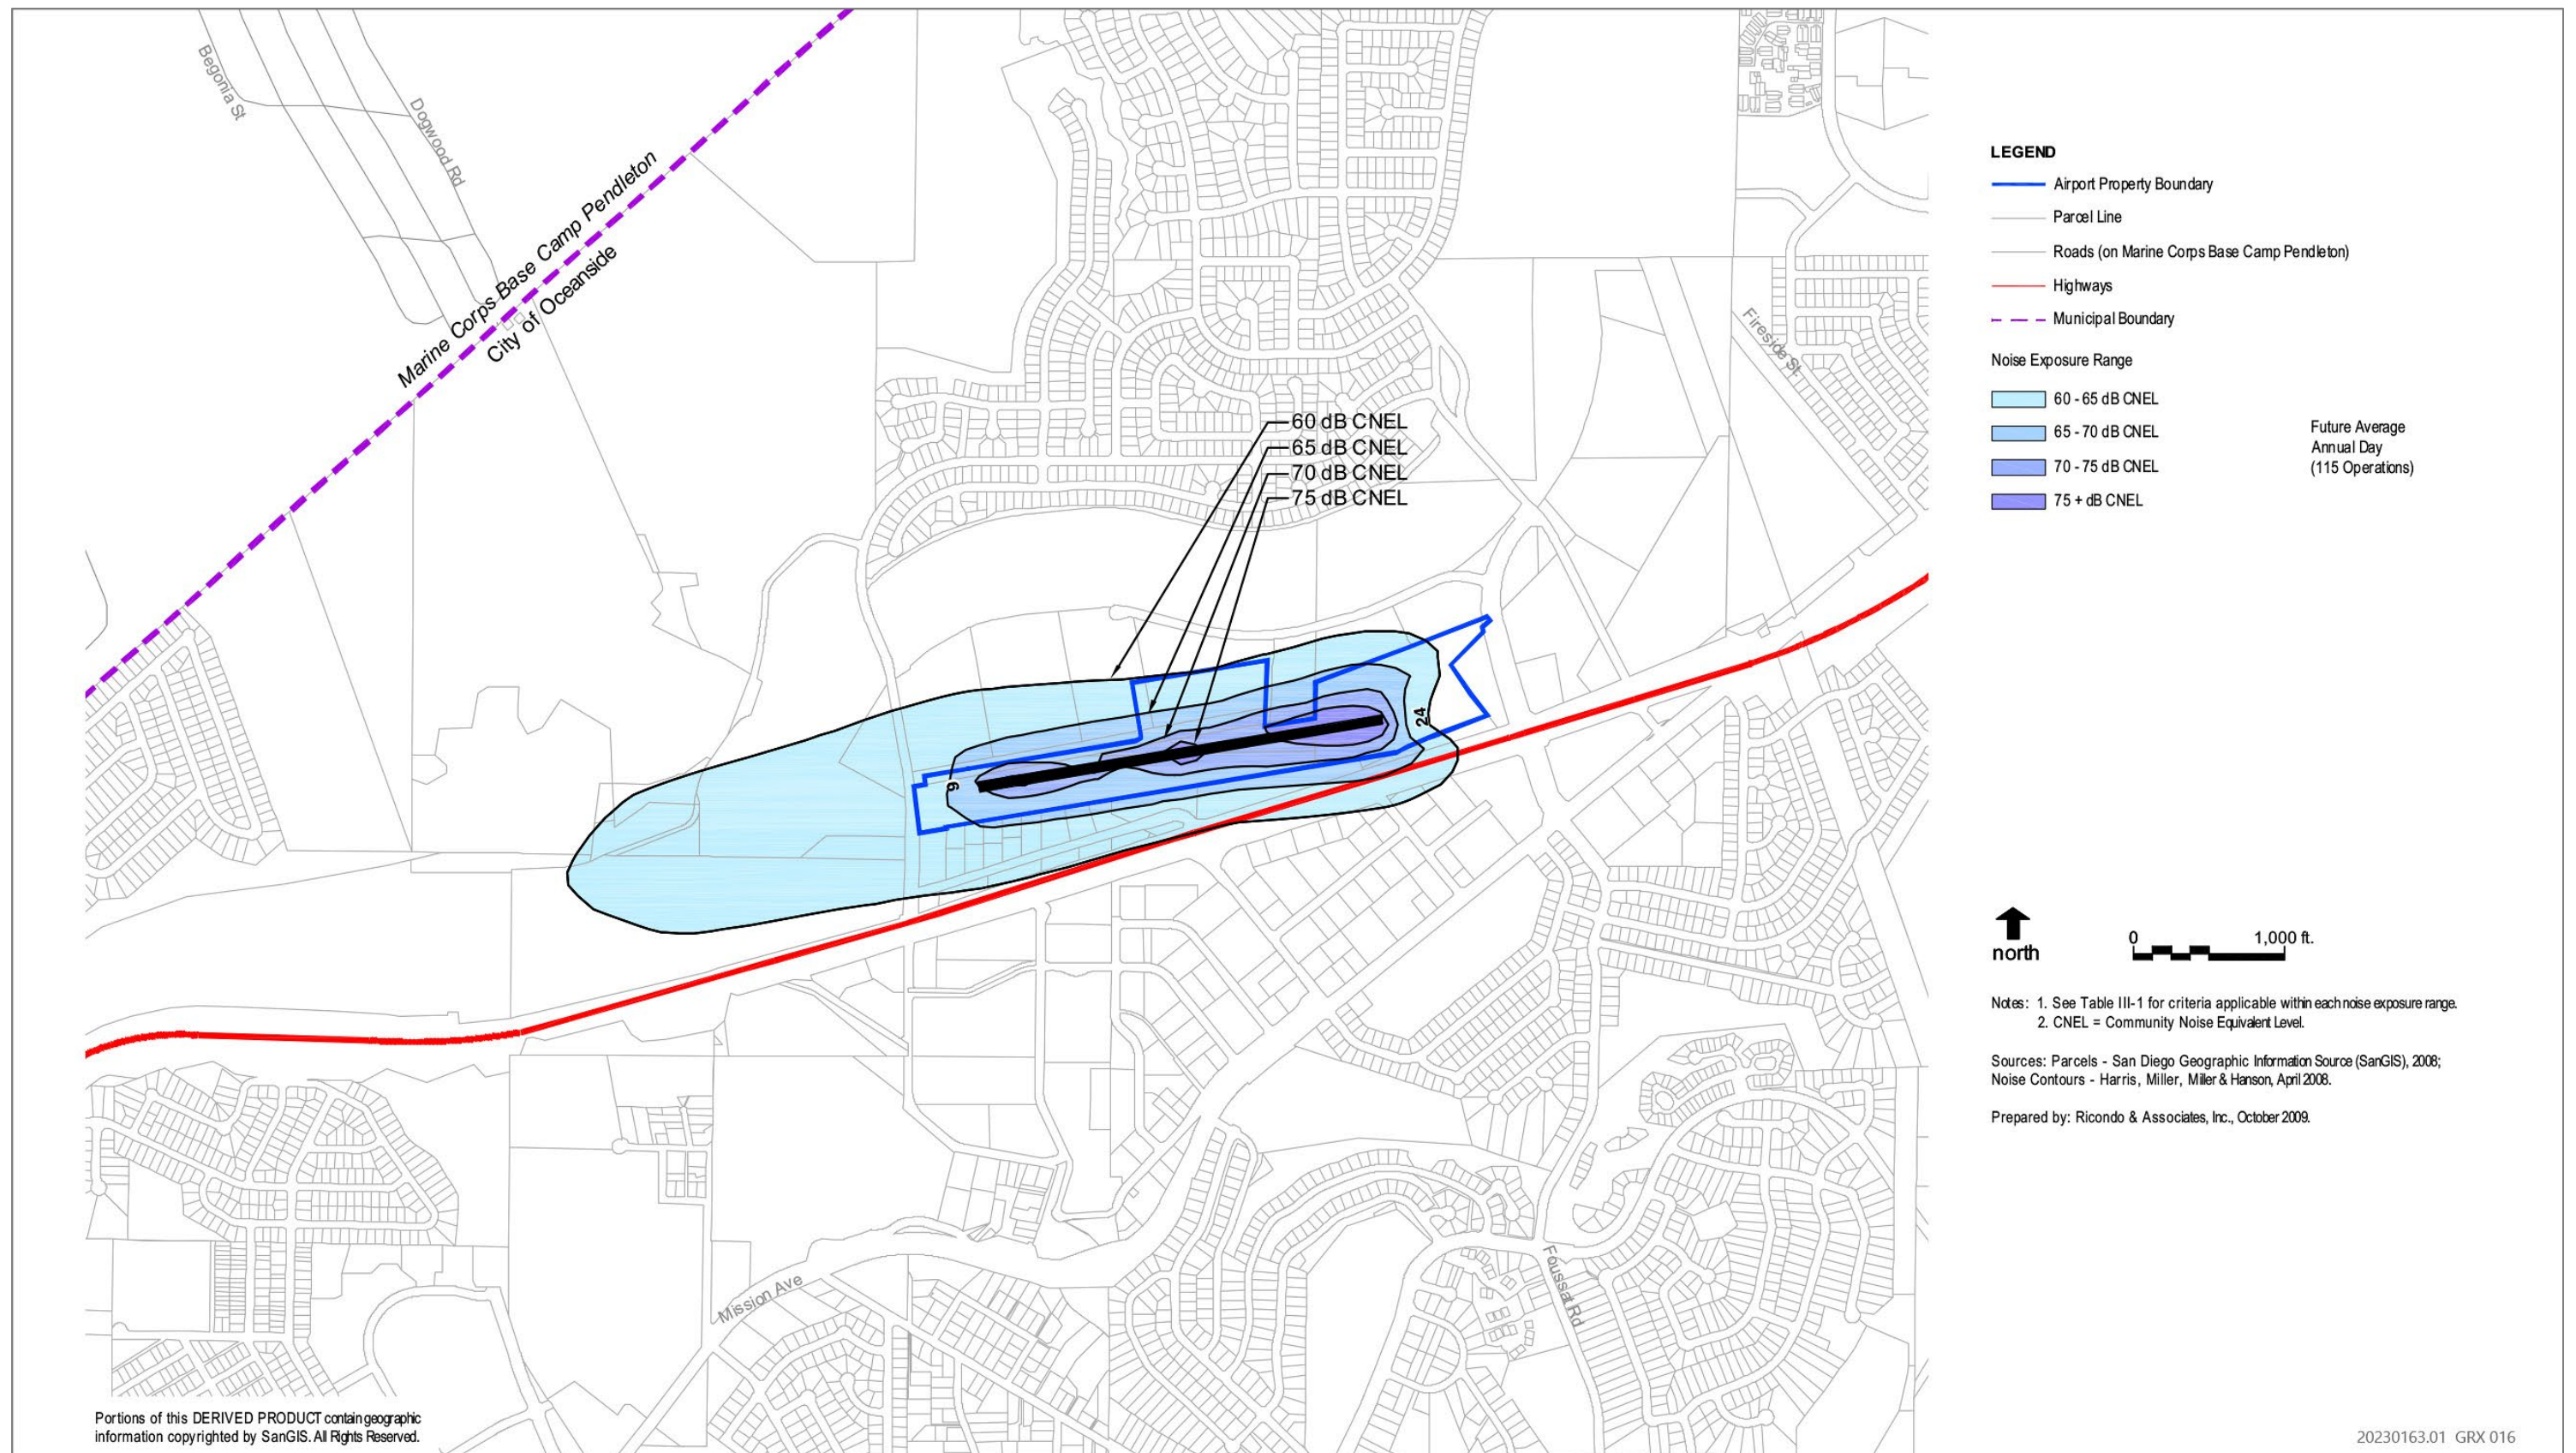 Begonia St
Dogwood Rd
Marine Corps Base Camp Pendleton
City of Oceanside
Fireside St
60 dB CNEL
65 dB CNEL
70 dB CNEL
75 dB CNEL
24
6
Mission Ave
Foussat Rd
Portions of this DERIVED PRODUCT contain geographic
information copyrighted by SanGIS. All Rights Reserved.
LEGEND
Airport Property Boundary
Parcel Line
Roads (on Marine Corps Base Camp Pendleton)
Highways
Municipal Boundary
Noise Exposure Range
60 - 65 dB CNEL
65 - 70 dB CNEL
70 - 75 dB CNEL
75 + dB CNEL
Future Average
Annual Day
(115 Operations)
north
0 1,000 ft.
Notes: 1. See Table III-1 for criteria applicable within each noise exposure range.
2. CNEL = Community Noise Equivalent Level.
Sources: Parcels - San Diego Geographic Information Source (SanGIS), 2008;
Noise Contours - Harris, Miller, Miller & Hanson, April 2008.
Prepared by: Ricondo & Associates, Inc., October 2009.
20230163.01 GRX 016